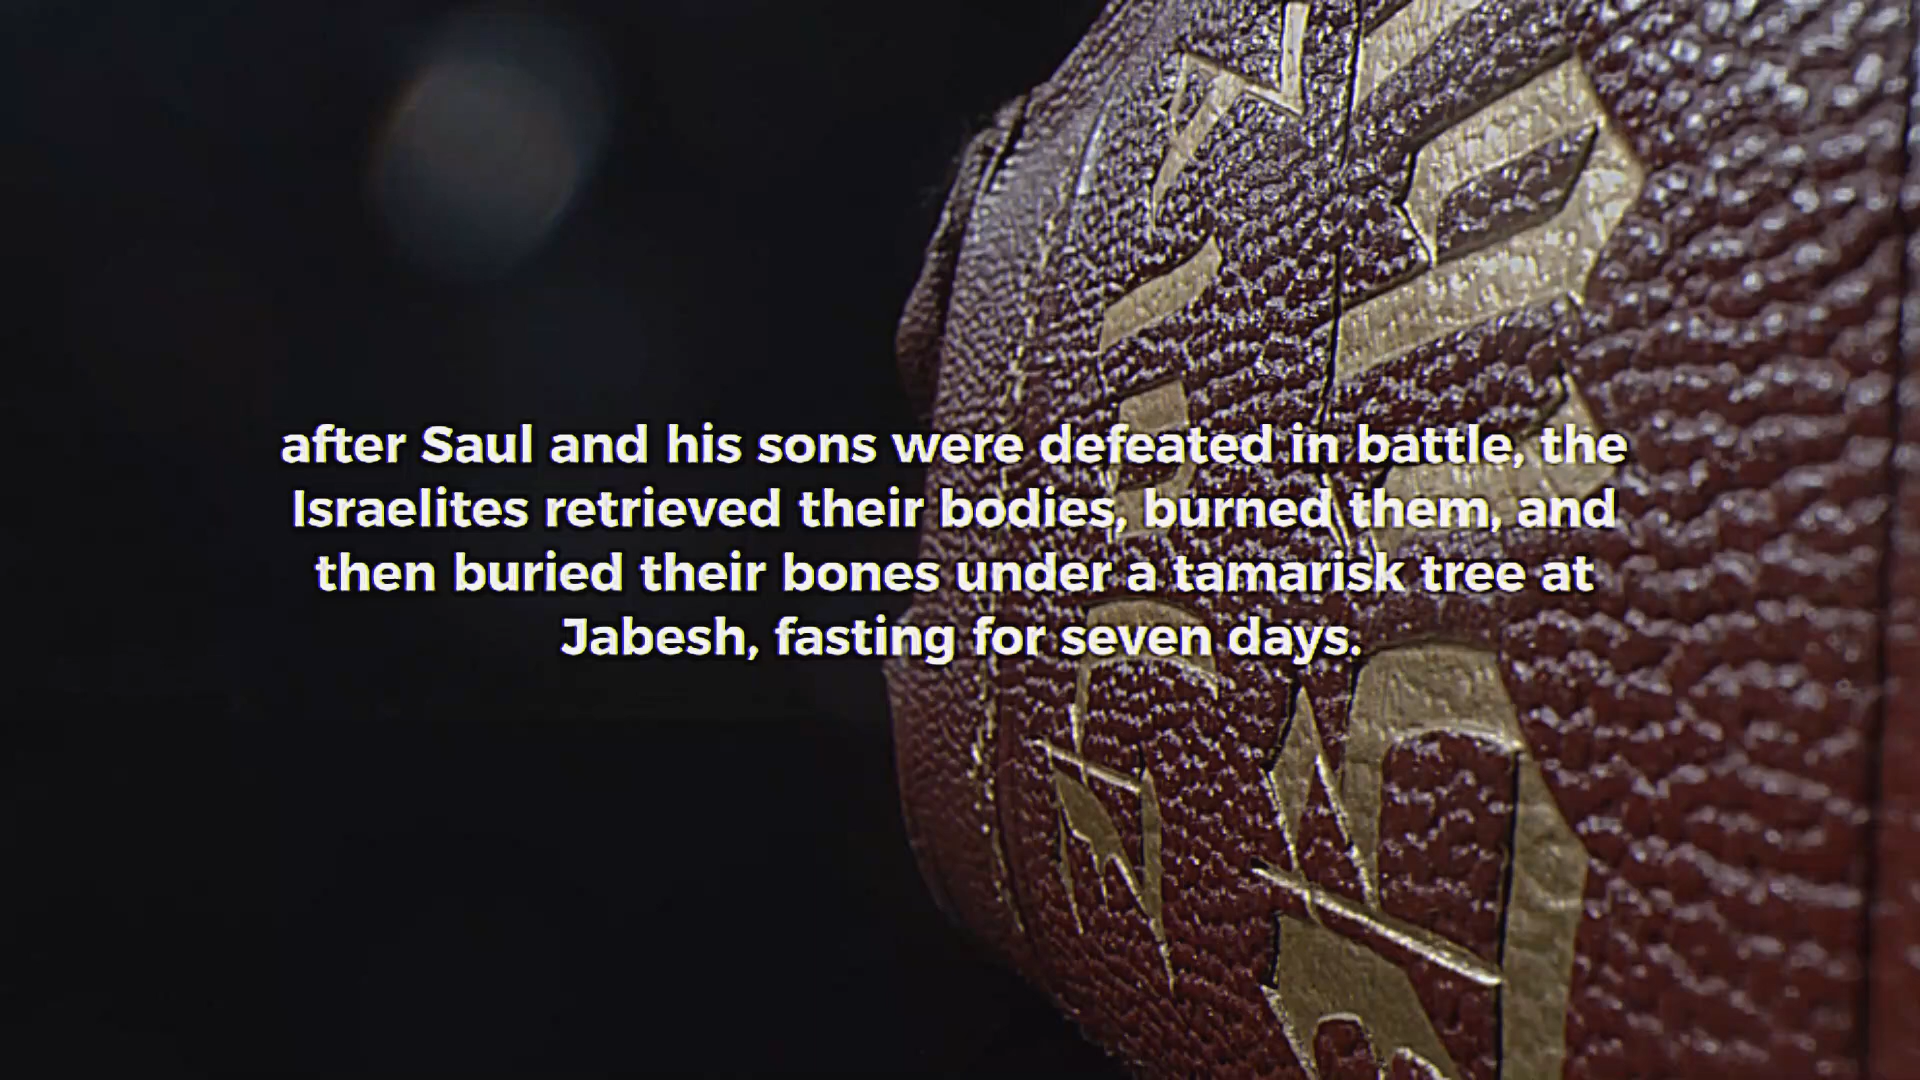 after Saul and his sons were defeated in battle, the
Israelites retrieved their bodies, burned them, and
then buried their bones under a tamarisk tree at
Jabesh, fasting for seven days.